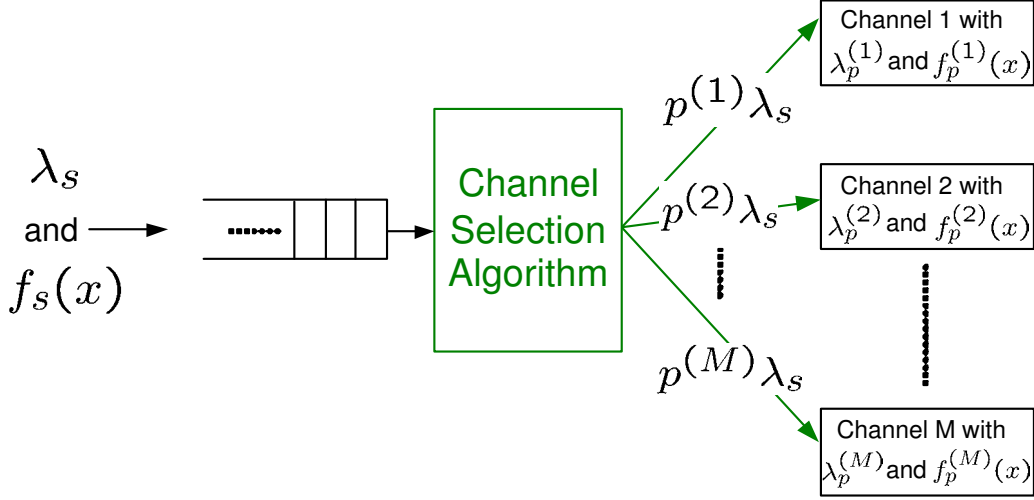 λ_s
and
f_s(x)
Channel
Selection
Algorithm
p^(1) λ_s
p^(2) λ_s
p^(M) λ_s
Channel 1 with
λ_p^(1) and f_p^(1)(x)
Channel 2 with
λ_p^(2) and f_p^(2)(x)
Channel M with
λ_p^(M) and f_p^(M)(x)